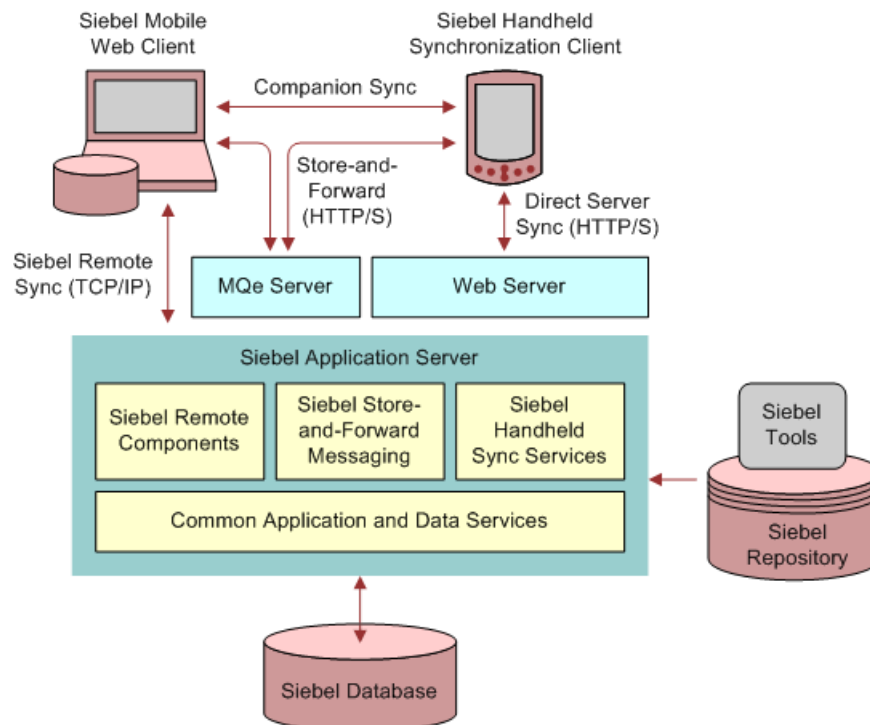 Siebel Mobile
Web Client
Siebel Handheld
Synchronization Client
Companion Sync
Store-and-
Forward
(HTTP/S)
Direct Server
Sync (HTTP/S)
Siebel Remote
Sync (TCP/IP)
MQe Server
Web Server
Siebel Application Server
Siebel Remote
Components
Siebel Store-
and-Forward
Messaging
Siebel
Handheld
Sync Services
Siebel
Tools
Common Application and Data Services
Siebel
Repository
Siebel Database